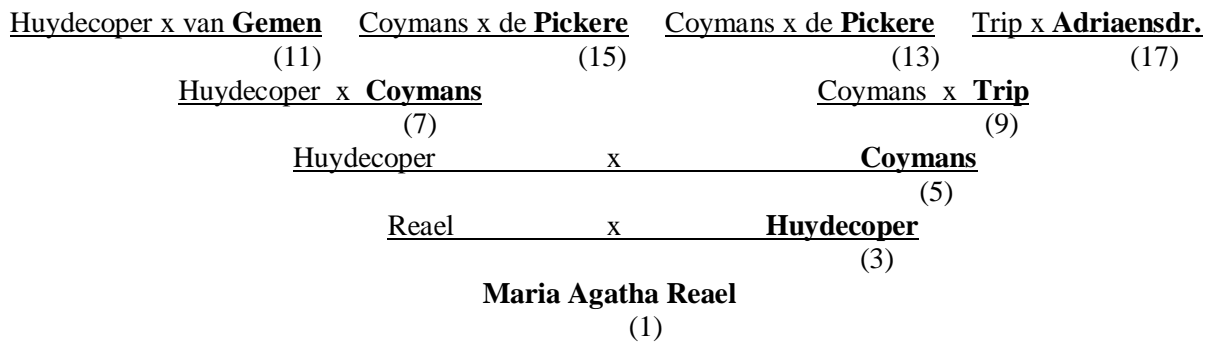 Huydecoper x van Gemen Coymans x de Pickere Coymans x de Pickere Trip x Adriaensdr.
(11) (15) (13) (17)
Huydecoper x Coymans Coymans x Trip
(7) (9)
Huydecoper x Coymans
(5)
Reael x Huydecoper
(3)
Maria Agatha Reael
(1)